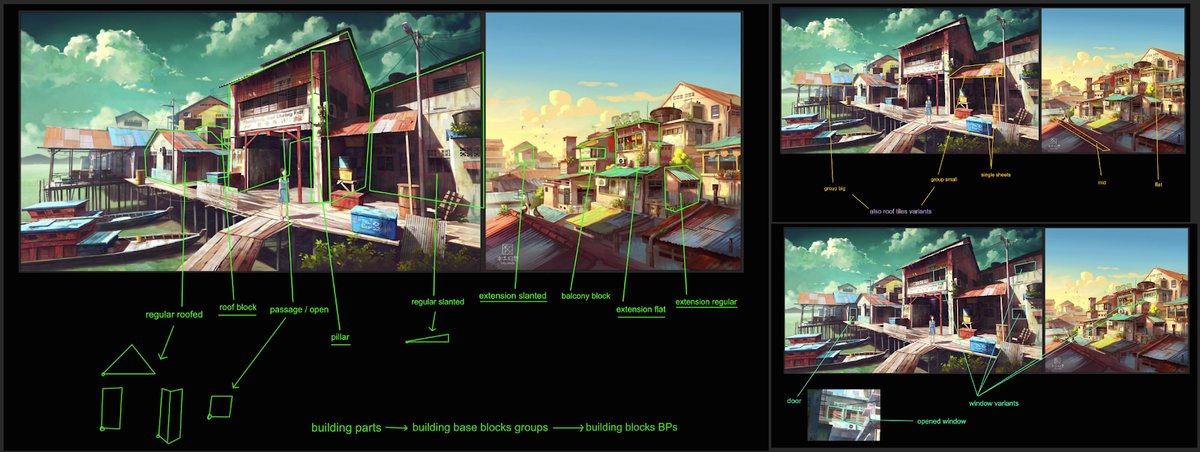 regular roofed
roof block
passage / open
pillar
regular slanted
extension slanted
balcony block
extension flat
extension regular
building parts
building base blocks groups
building blocks BPs
group big
group small
single sheets
mid
flat
also roof tiles variants
door
window variants
opened window